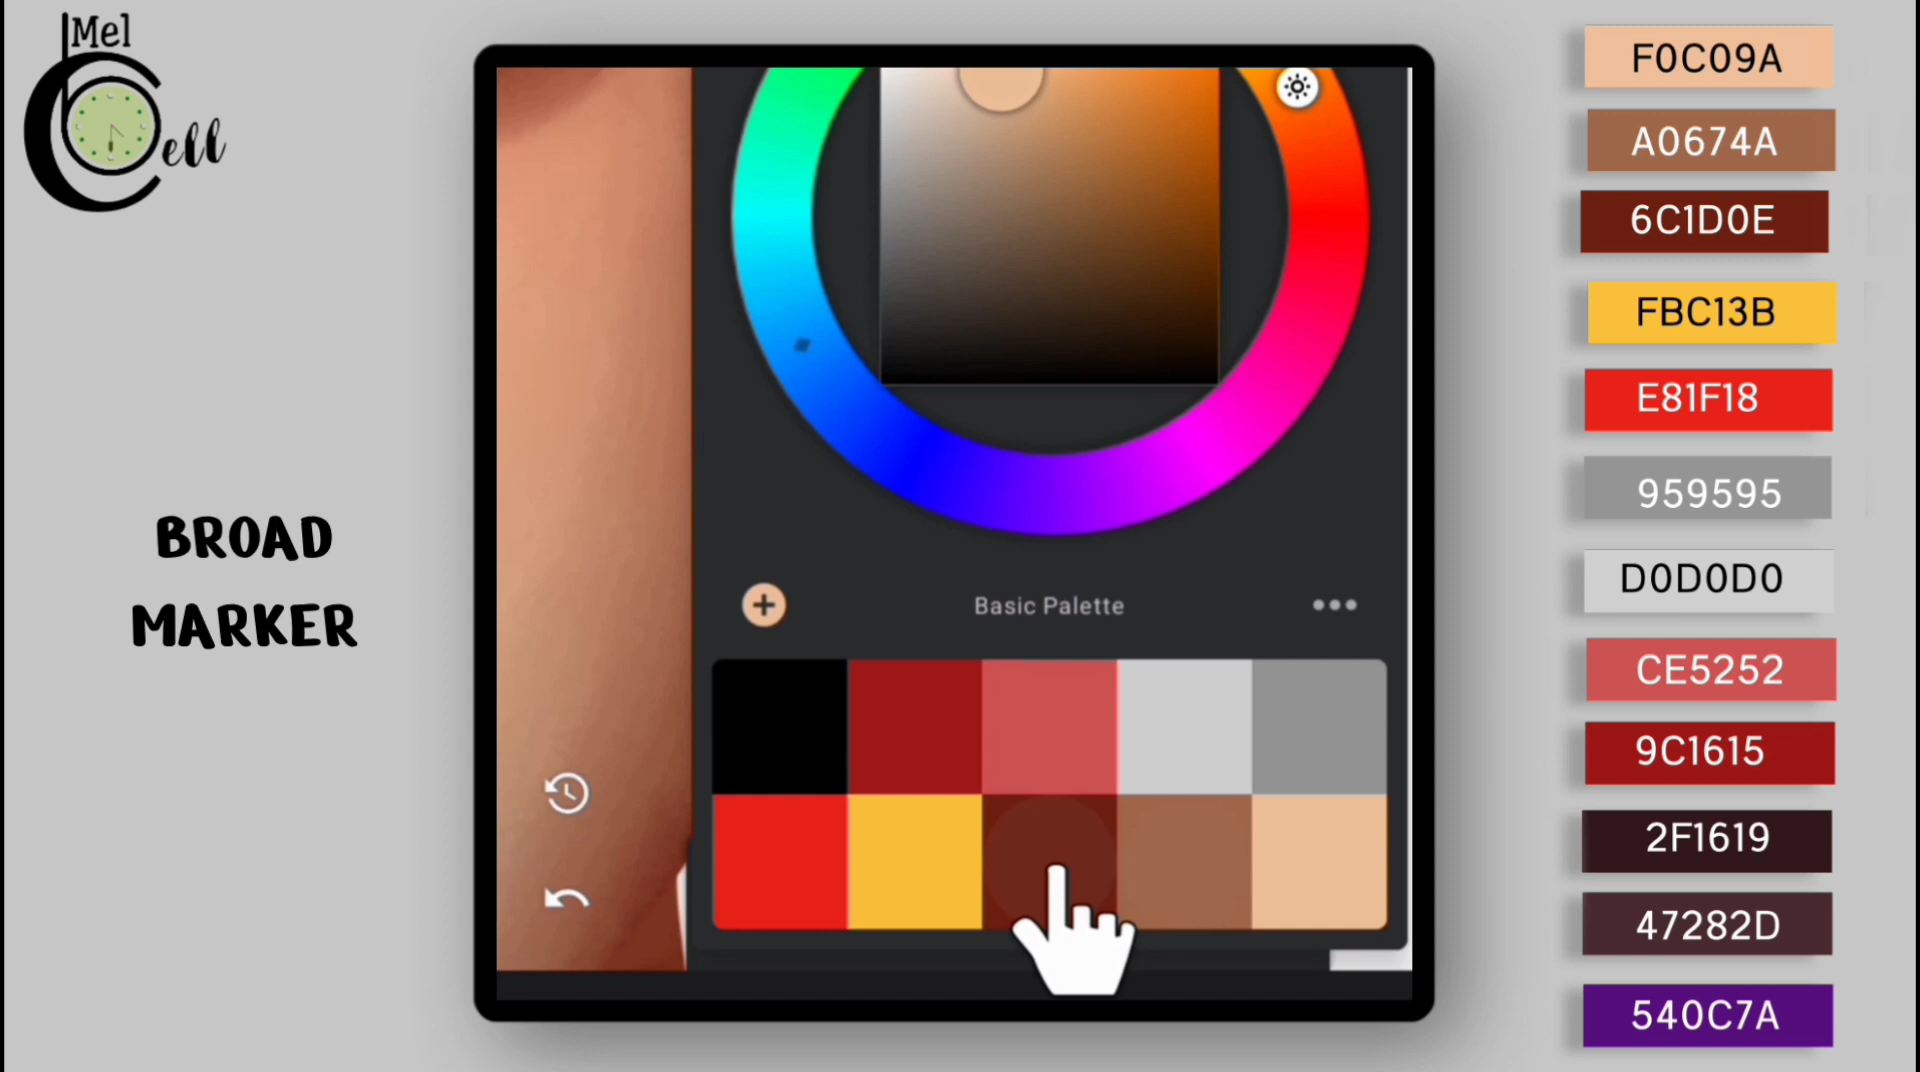 Mel
ell
BROAD
MARKER
Basic Palette
F0C09A
A0674A
6C1D0E
FBC13B
E81F18
959595
D0D0D0
CE5252
9C1615
2F1619
47282D
540C7A